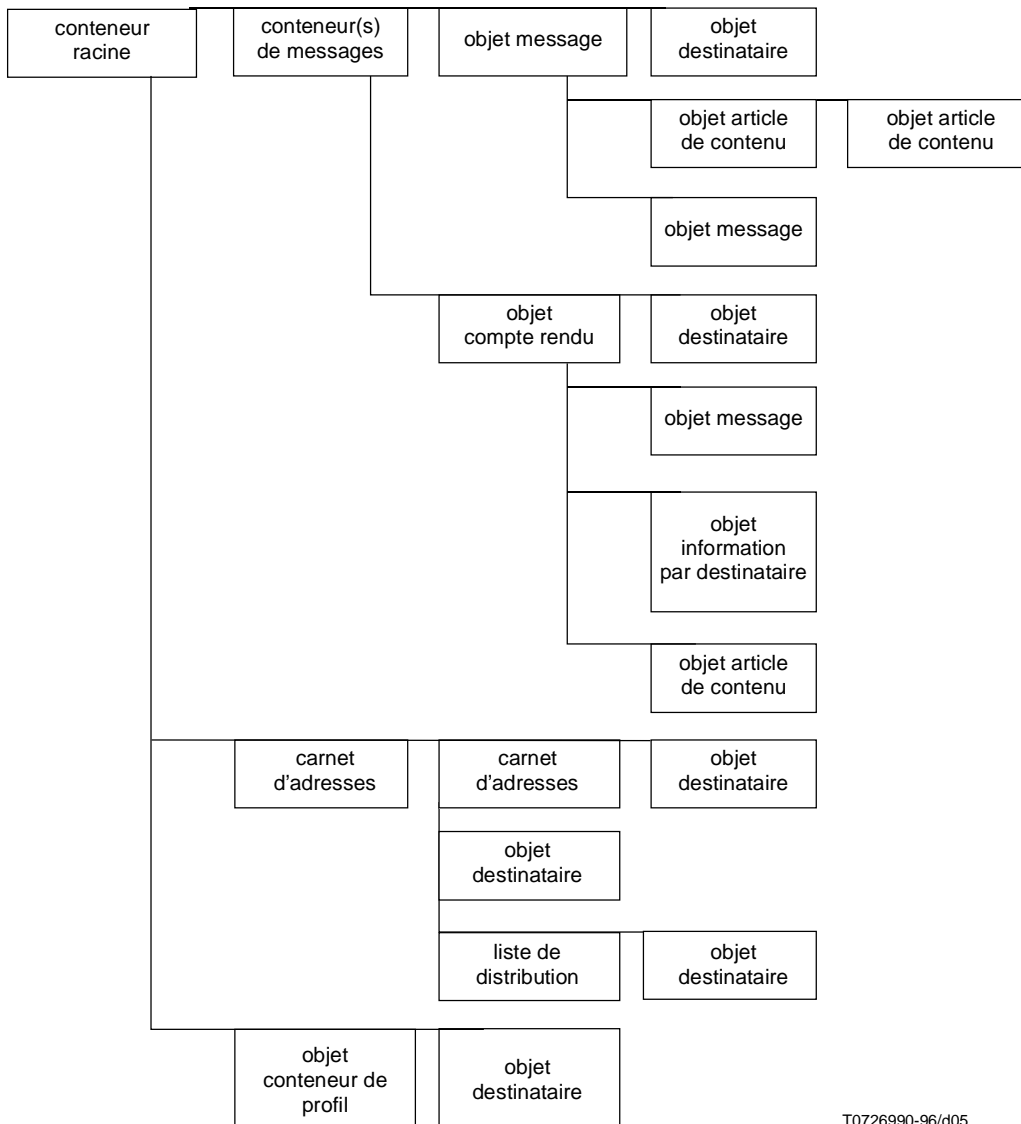 conteneur
racine
conteneur(s)
de messages
objet message
objet
destinataire
objet article
de contenu
objet article
de contenu
objet message
objet
compte rendu
objet
destinataire
objet message
objet
information
par destinataire
objet article
de contenu
carnet
d'adresses
carnet
d'adresses
objet
destinataire
objet
destinataire
liste de
distribution
objet
destinataire
objet
conteneur de
profil
objet
destinataire
T0726990-96/d05